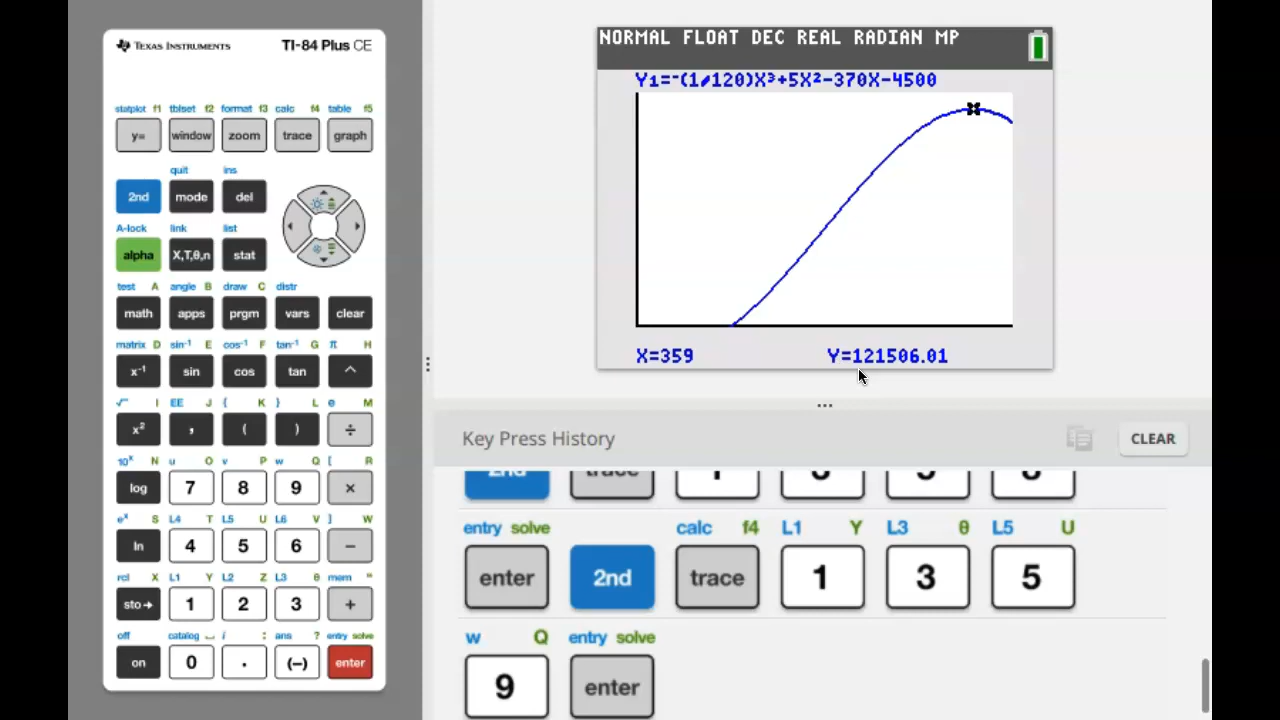 TEXAS INSTRUMENTS TI-84 Plus CE
statplot f1 tblset f2 format f3 calc f4 table f5
y= window zoom trace graph
quit ins
2nd mode del
A-lock link list
alpha X,T,θ,n stat
test A angle B draw C distr
math apps prgm vars clear
matrix D sin-1 E cos-1 F tan-1 G π H
x-1 sin cos tan ^
√ I EE J { K } L e M
x2 , ( ) ÷
10x N u O v P w Q [ R
log 7 8 9 ×
ex S L4 T L5 U L6 V ] W
ln 4 5 6 −
rcl X L1 Y L2 Z L3 θ mem "
sto→ 1 2 3 +
off catalog ⎵ i : ans ? entry solve
on 0 . (−) enter
NORMAL FLOAT DEC REAL RADIAN MP
Y1=-(1/120)X³+5X²-370X-4500
X=359 Y=121506.01
Key Press History CLEAR
2nd trace
entry solve calc f4 L1 Y L3 θ L5 U
enter 2nd trace 1 3 5
w Q entry solve
9 enter